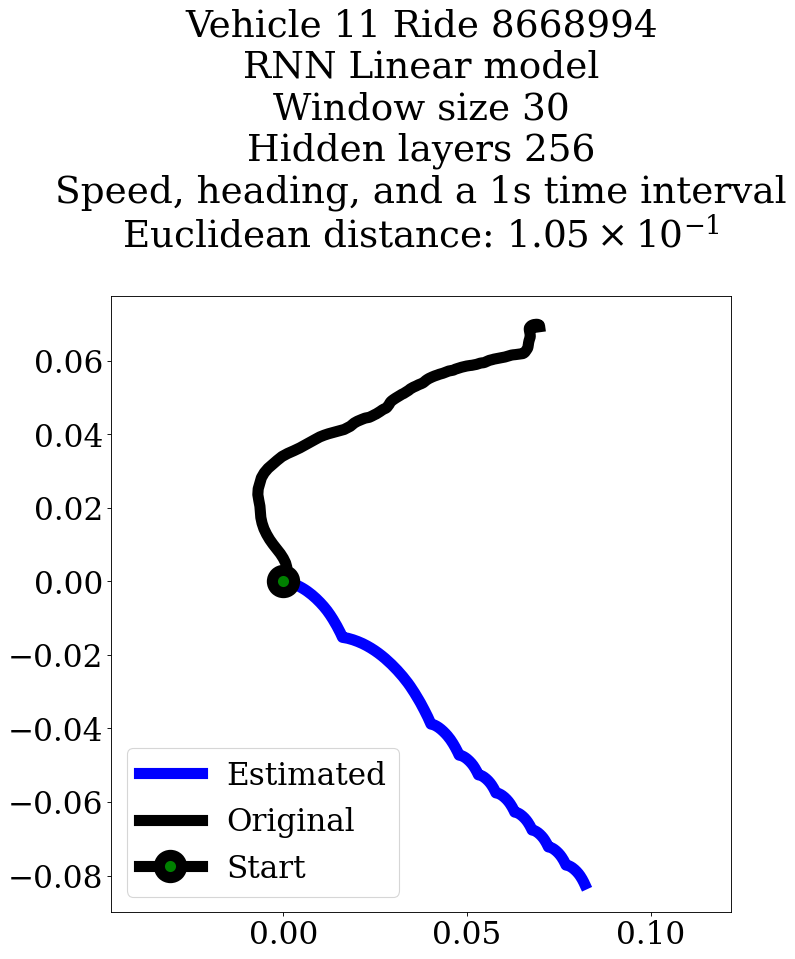 Vehicle 11 Ride 8668994
RNN Linear model
Window size 30
Hidden layers 256
Speed, heading, and a 1s time interval
Euclidean distance: 1.05 × 10⁻¹
0.06
0.04
0.02
0.00
−0.02
−0.04
−0.06
−0.08
Estimated
Original
Start
0.00 0.05 0.10